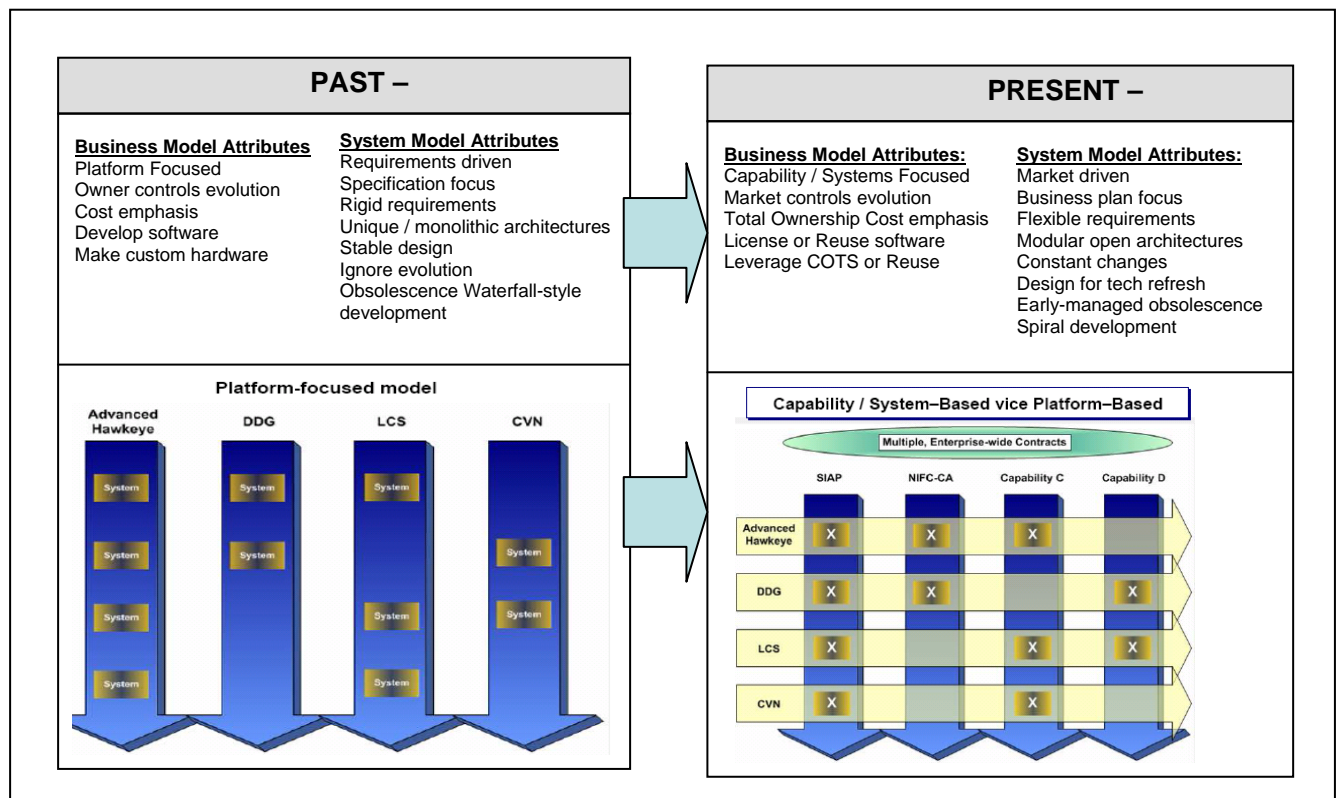 PAST –
Business Model Attributes
Platform Focused
Owner controls evolution
Cost emphasis
Develop software
Make custom hardware
System Model Attributes
Requirements driven
Specification focus
Rigid requirements
Unique / monolithic architectures
Stable design
Ignore evolution
Obsolescence Waterfall-style
development
Platform-focused model
Advanced
Hawkeye
DDG
LCS
CVN
System
System
System
System
System
System
System
System
System
System
System
PRESENT –
Business Model Attributes:
Capability / Systems Focused
Market controls evolution
Total Ownership Cost emphasis
License or Reuse software
Leverage COTS or Reuse
System Model Attributes:
Market driven
Business plan focus
Flexible requirements
Modular open architectures
Constant changes
Design for tech refresh
Early-managed obsolescence
Spiral development
Capability / System–Based vice Platform–Based
Multiple, Enterprise-wide Contracts
SIAP
NIFC-CA
Capability C
Capability D
Advanced
Hawkeye
X
X
X
DDG
X
X
X
LCS
X
X
X
CVN
X
X